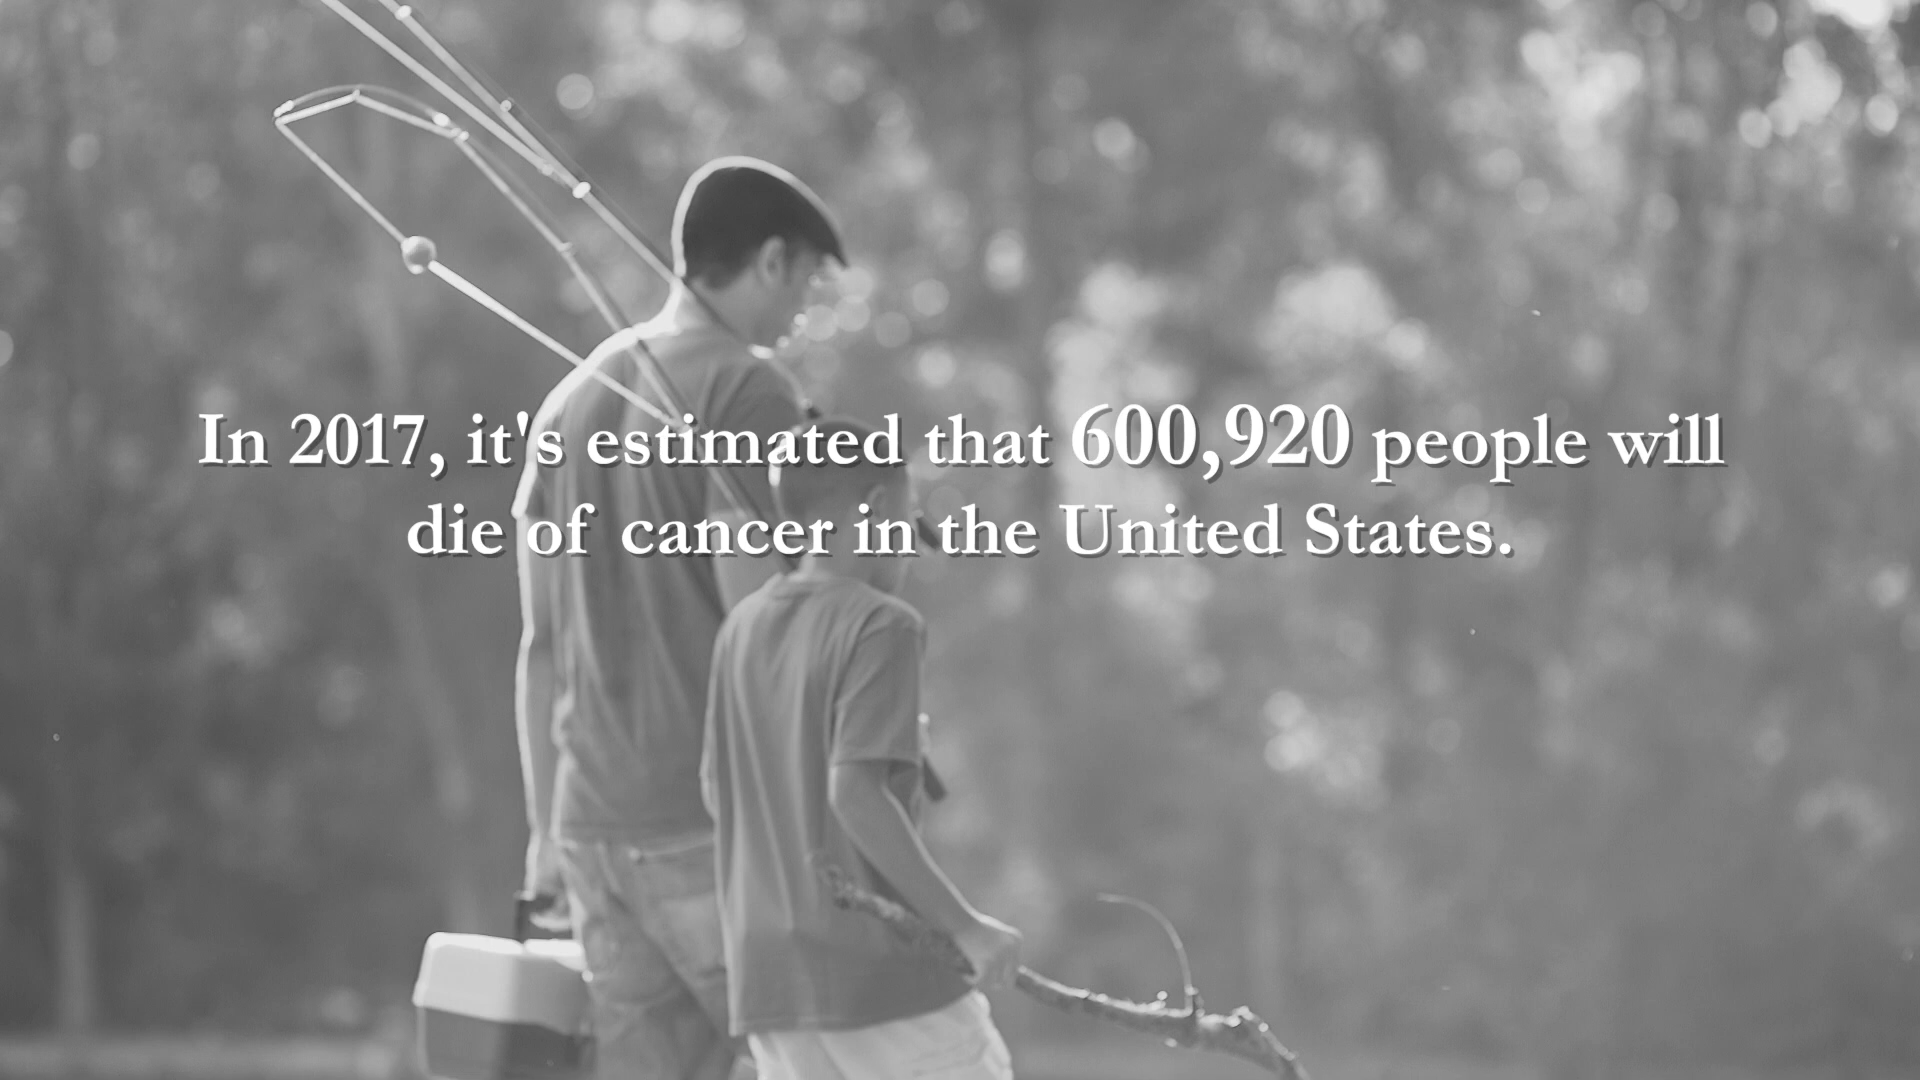 In 2017, it's estimated that 600,920 people will
die of cancer in the United States.